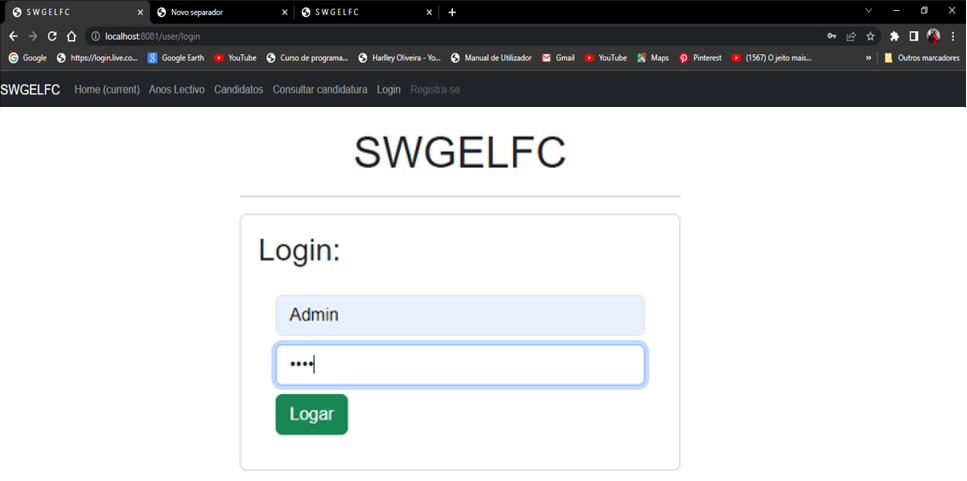 S W G E L F C Novo separador S W G E L F C
localhost:8081/user/login
Google https://login.live.co... Google Earth YouTube Curso de programa... Harlley Oliveira - Yo... Manual de Utilizador Gmail YouTube Maps Pinterest (1567) O jeito mais... » Outros marcadores
SWGELFC Home (current) Anos Lectivo Candidatos Consultar candidatura Login Registra-se
SWGELFC
Login:
Admin
••••
Logar